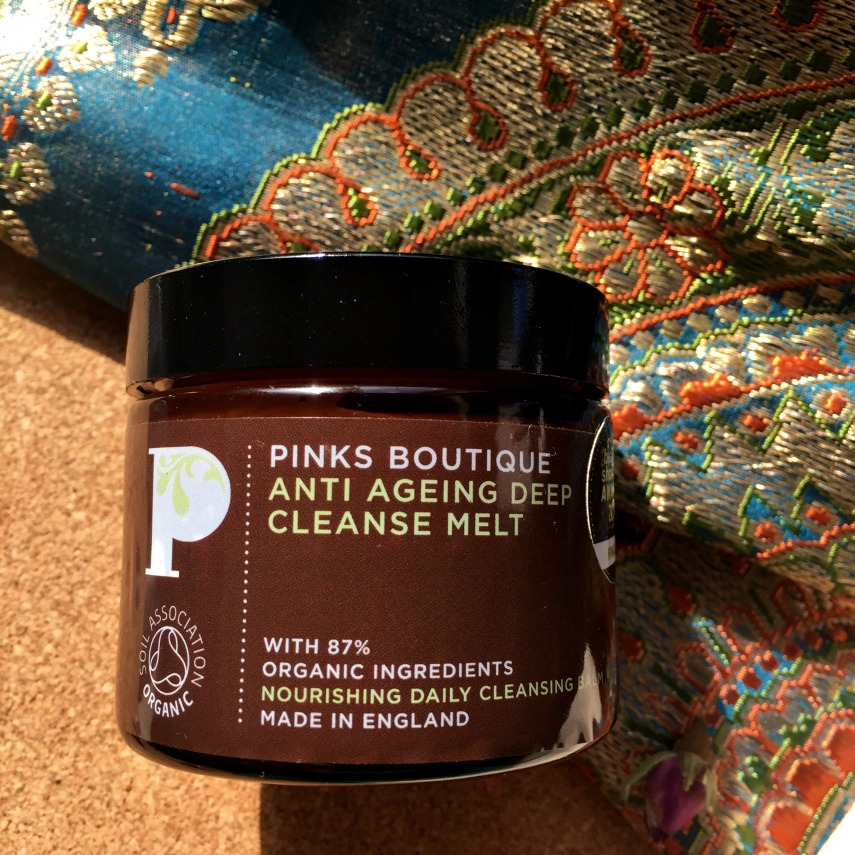 P
PINKS BOUTIQUE
ANTI AGEING DEEP
CLEANSE MELT
SOIL ASSOCIATION
ORGANIC
WITH 87%
ORGANIC INGREDIENTS
NOURISHING DAILY CLEANSING BALM
MADE IN ENGLAND